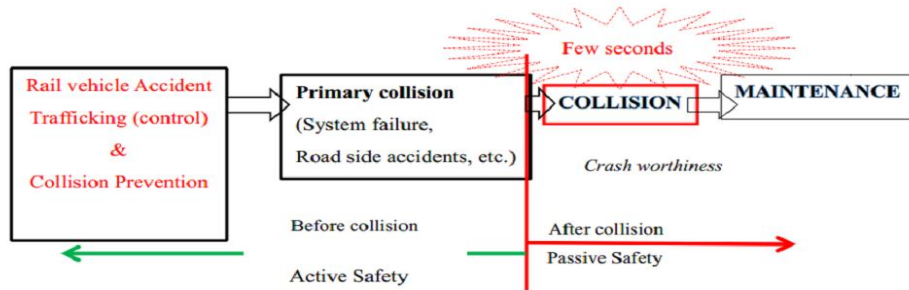 Rail vehicle Accident
Trafficking (control)
&
Collision Prevention
Primary collision
(System failure,
Road side accidents, etc.)
Few seconds
COLLISION
MAINTENANCE
Crash worthiness
Before collision
After collision
Active Safety
Passive Safety